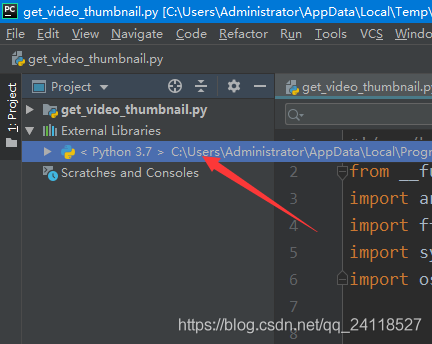 PC get_video_thumbnail.py [C:\Users\Administrator\AppData\Local\Temp\
File Edit View Navigate Code Refactor Run Tools VCS Window
get_video_thumbnail.py
1: Project
Project
get_video_thumbnail.py
get_video_thumbnail.py
External Libraries
< Python 3.7 > C:\Users\Administrator\AppData\Local\Progr
Scratches and Consoles
2 from __fu
3 import ar
4 import f
5 import sy
6 import os
7
8
https://blog.csdn.net/qq_24118527